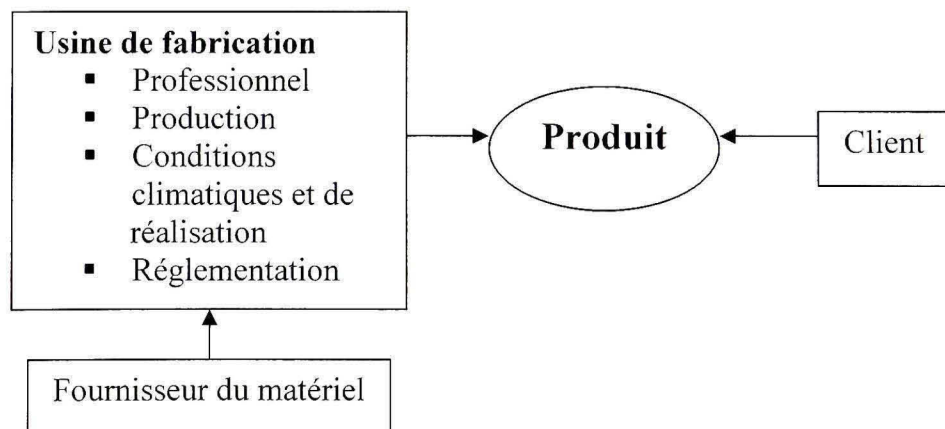 Usine de fabrication
▪ Professionnel
▪ Production
▪ Conditions
climatiques et de
réalisation
▪ Réglementation
Produit
Client
Fournisseur du matériel